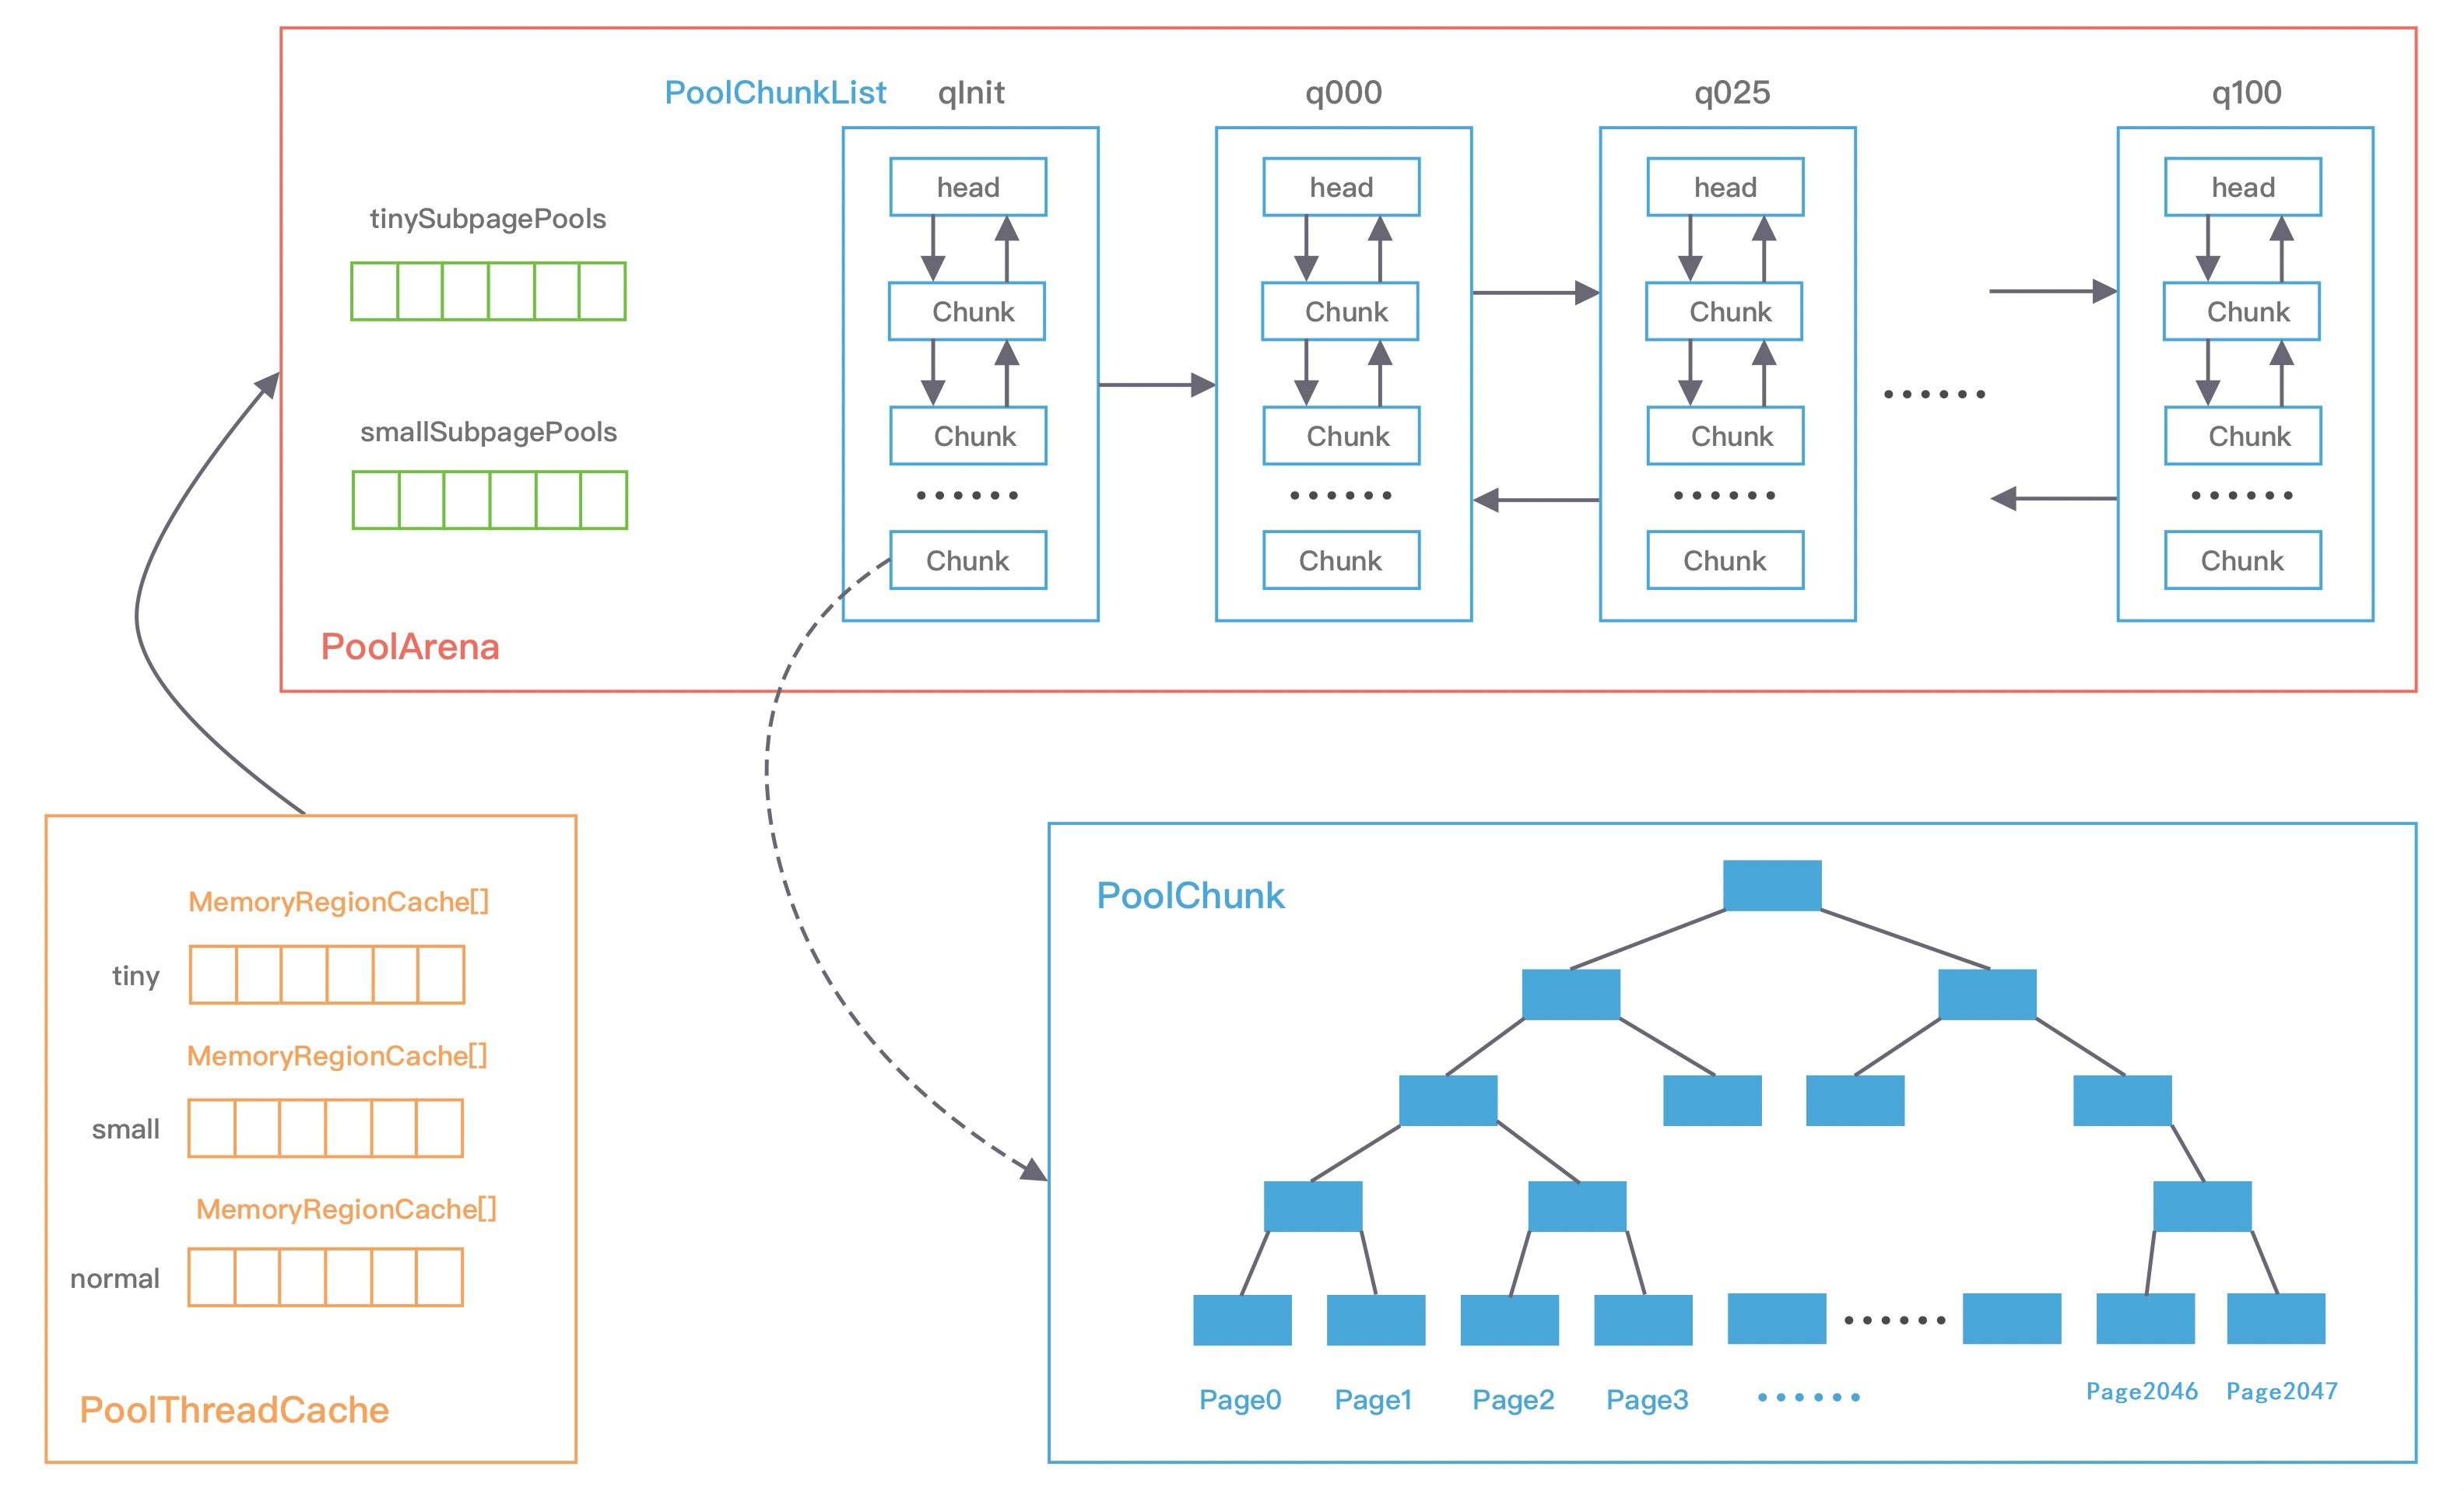 PoolChunkList
qInit
q000
q025
q100
head
head
head
head
Chunk
Chunk
Chunk
Chunk
Chunk
Chunk
Chunk
Chunk
......
......
......
......
......
Chunk
Chunk
Chunk
Chunk
tinySubpagePools
smallSubpagePools
PoolArena
MemoryRegionCache[]
tiny
MemoryRegionCache[]
small
MemoryRegionCache[]
normal
PoolThreadCache
PoolChunk
......
Page0
Page1
Page2
Page3
......
Page2046
Page2047